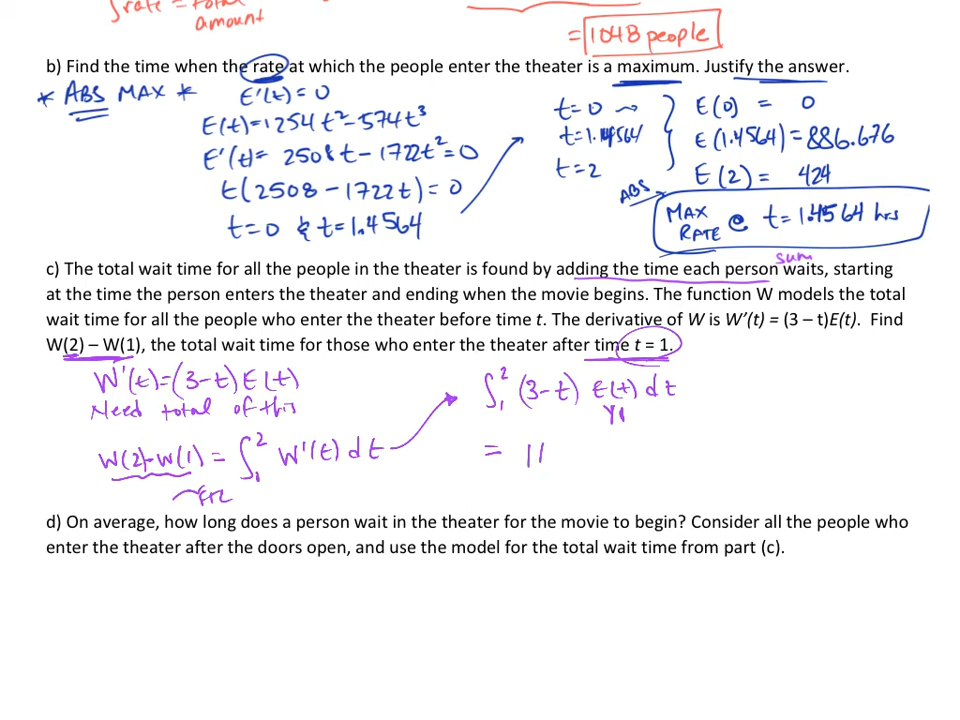 ∫rate = total
amount
= 1048 people
b) Find the time when the rate at which the people enter the theater is a maximum. Justify the answer.
* ABS MAX *
E'(t) = 0
E(t) = 1254t² - 574t³
E'(t) = 2508t - 1722t² = 0
t(2508 - 1722t) = 0
t = 0 & t = 1.4564
t = 0
t = 1.4564
t = 2
E(0) = 0
E(1.4564) = 886.676
E(2) = 424
ABS
MAX RATE @ t = 1.4564 hrs
sum
c) The total wait time for all the people in the theater is found by adding the time each person waits, starting
at the time the person enters the theater and ending when the movie begins. The function W models the total
wait time for all the people who enter the theater before time t. The derivative of W is W'(t) = (3 – t)E(t). Find
W(2) – W(1), the total wait time for those who enter the theater after time t = 1.
W'(t) = (3-t) E(t)
Need total of this
W(2)-W(1) = ∫₁² W'(t) dt
∫₁² (3-t) E(t) dt
Y1
= 11
d) On average, how long does a person wait in the theater for the movie to begin? Consider all the people who
enter the theater after the doors open, and use the model for the total wait time from part (c).